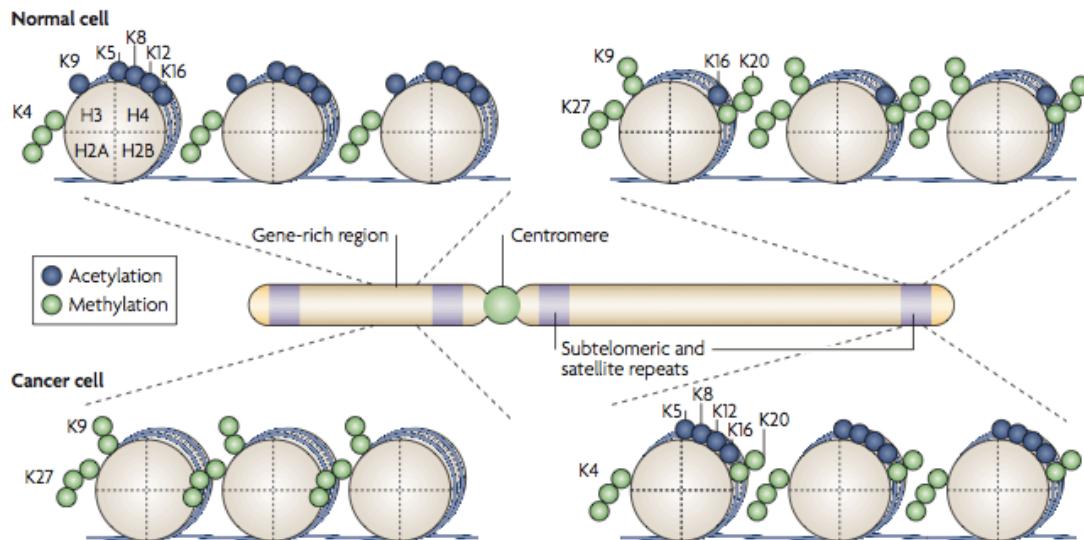 Normal cell
K9
K5
K8
K12
K16
K4
H3
H4
H2A
H2B
K9
K16
K20
K27
Gene-rich region
Centromere
Acetylation
Methylation
Subtelomeric and
satellite repeats
Cancer cell
K9
K27
K5
K8
K12
K16
K20
K4